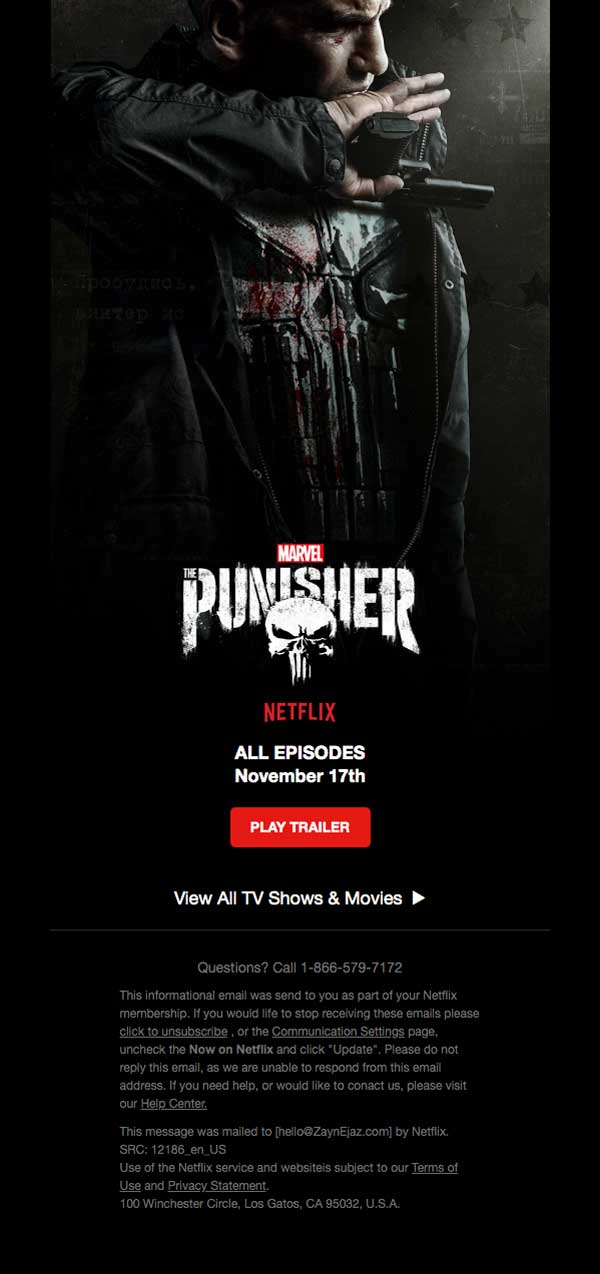 Пробудись,
винтер ис
MARVEL
THE PUNISHER
NETFLIX
ALL EPISODES
November 17th
PLAY TRAILER
View All TV Shows & Movies
Questions? Call 1-866-579-7172
This informational email was send to you as part of your Netflix
membership. If you would life to stop receiving these emails please
click to unsubscribe , or the Communication Settings page,
uncheck the Now on Netflix and click "Update". Please do not
reply this email, as we are unable to respond from this email
address. If you need help, or would like to conact us, please visit
our Help Center.
This message was mailed to [hello@ZaynEjaz.com] by Netflix.
SRC: 12186_en_US
Use of the Netflix service and websiteis subject to our Terms of
Use and Privacy Statement.
100 Winchester Circle, Los Gatos, CA 95032, U.S.A.